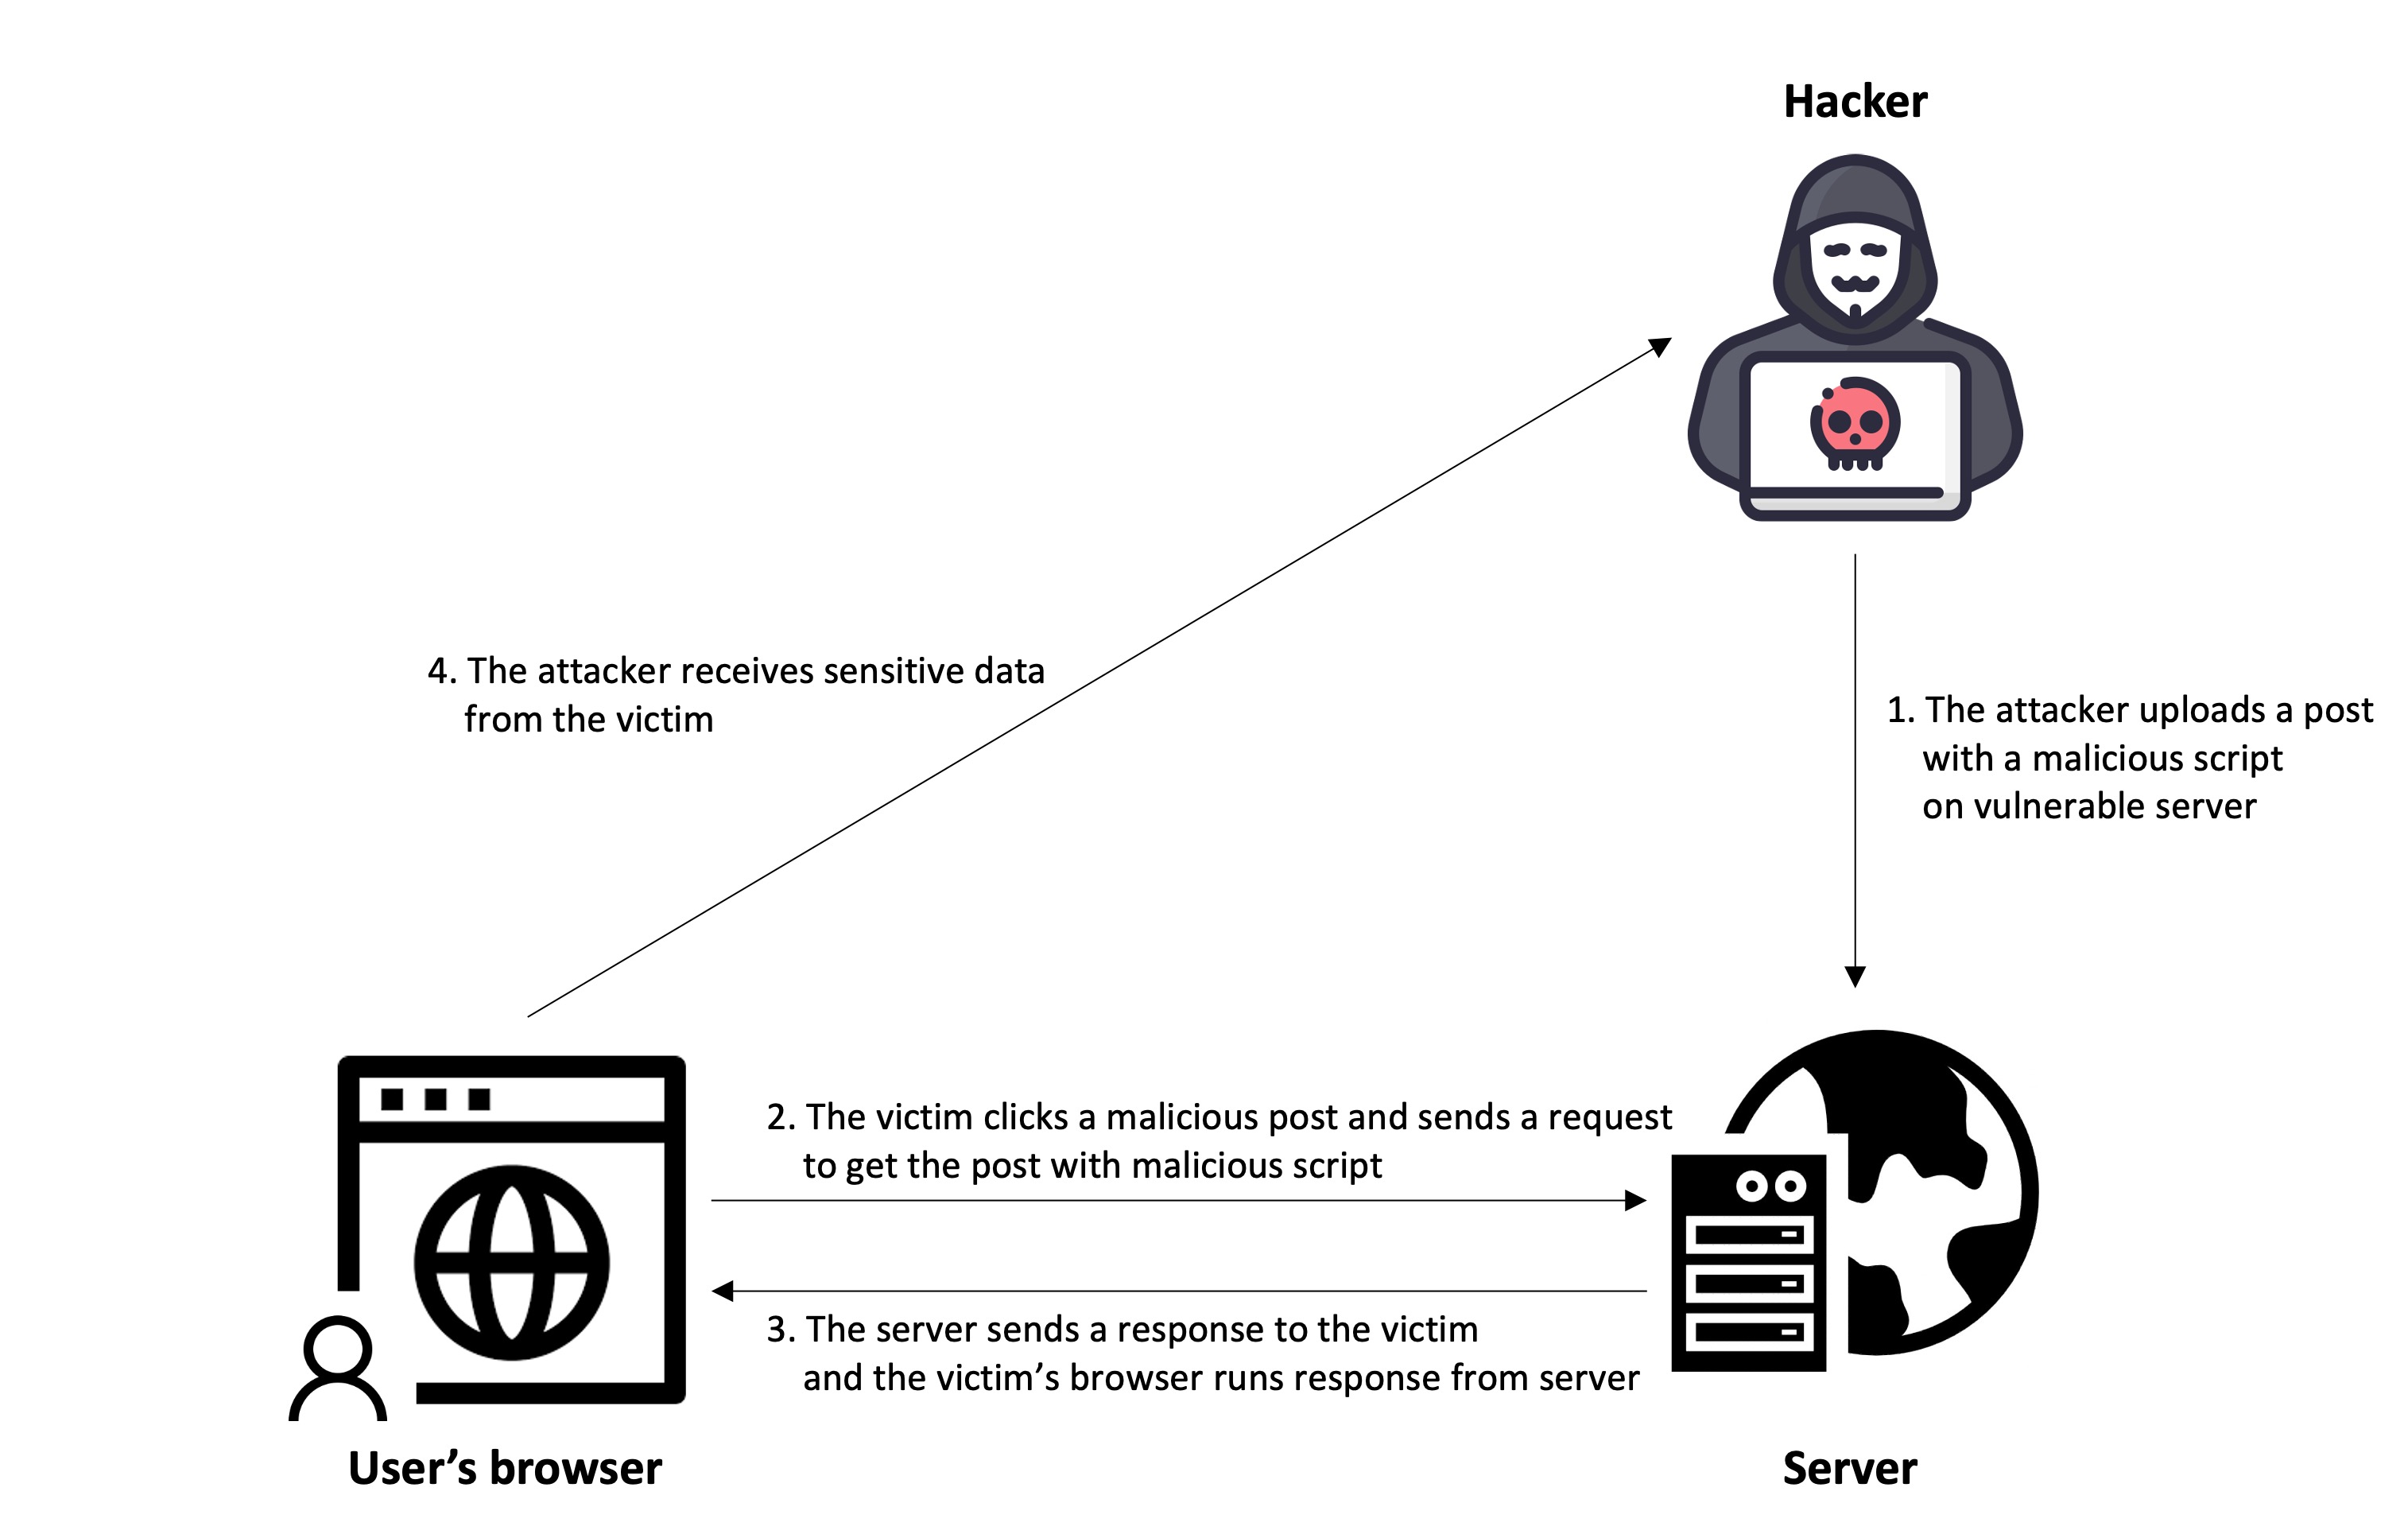 Hacker
4. The attacker receives sensitive data
from the victim
1. The attacker uploads a post
with a malicious script
on vulnerable server
2. The victim clicks a malicious post and sends a request
to get the post with malicious script
3. The server sends a response to the victim
and the victim’s browser runs response from server
User’s browser
Server